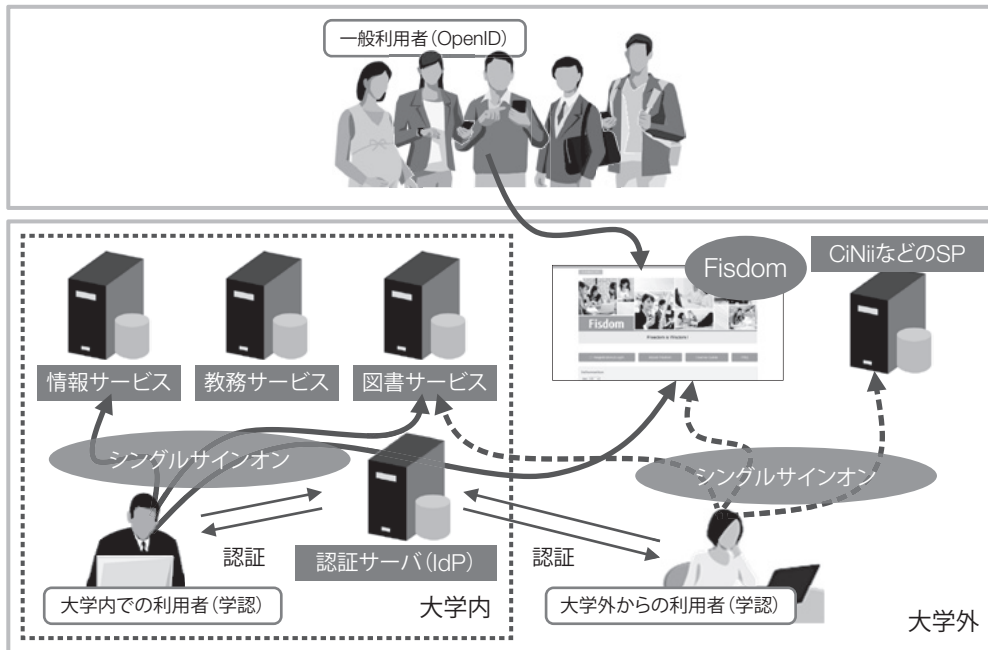 一般利用者(OpenID)
Fisdom
CiNiiなどのSP
Fisdom
情報サービス
教務サービス
図書サービス
シングルサインオン
シングルサインオン
認証
認証サーバ(IdP)
認証
大学内での利用者(学認)
大学内
大学外からの利用者(学認)
大学外